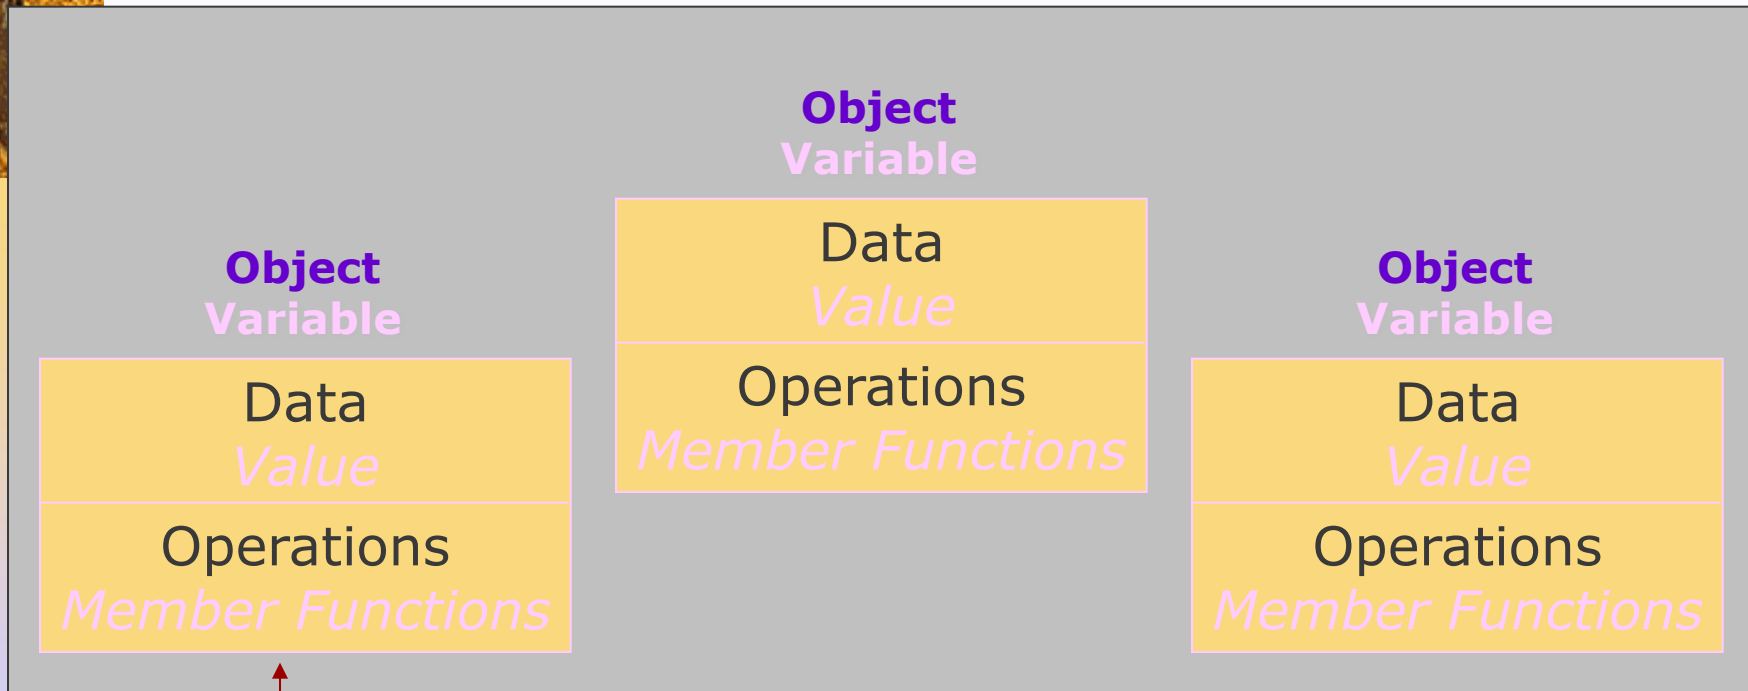 Object
Variable
Data
Value
Operations
Member Functions
Object
Variable
Data
Value
Operations
Member Functions
Object
Variable
Data
Value
Operations
Member Functions